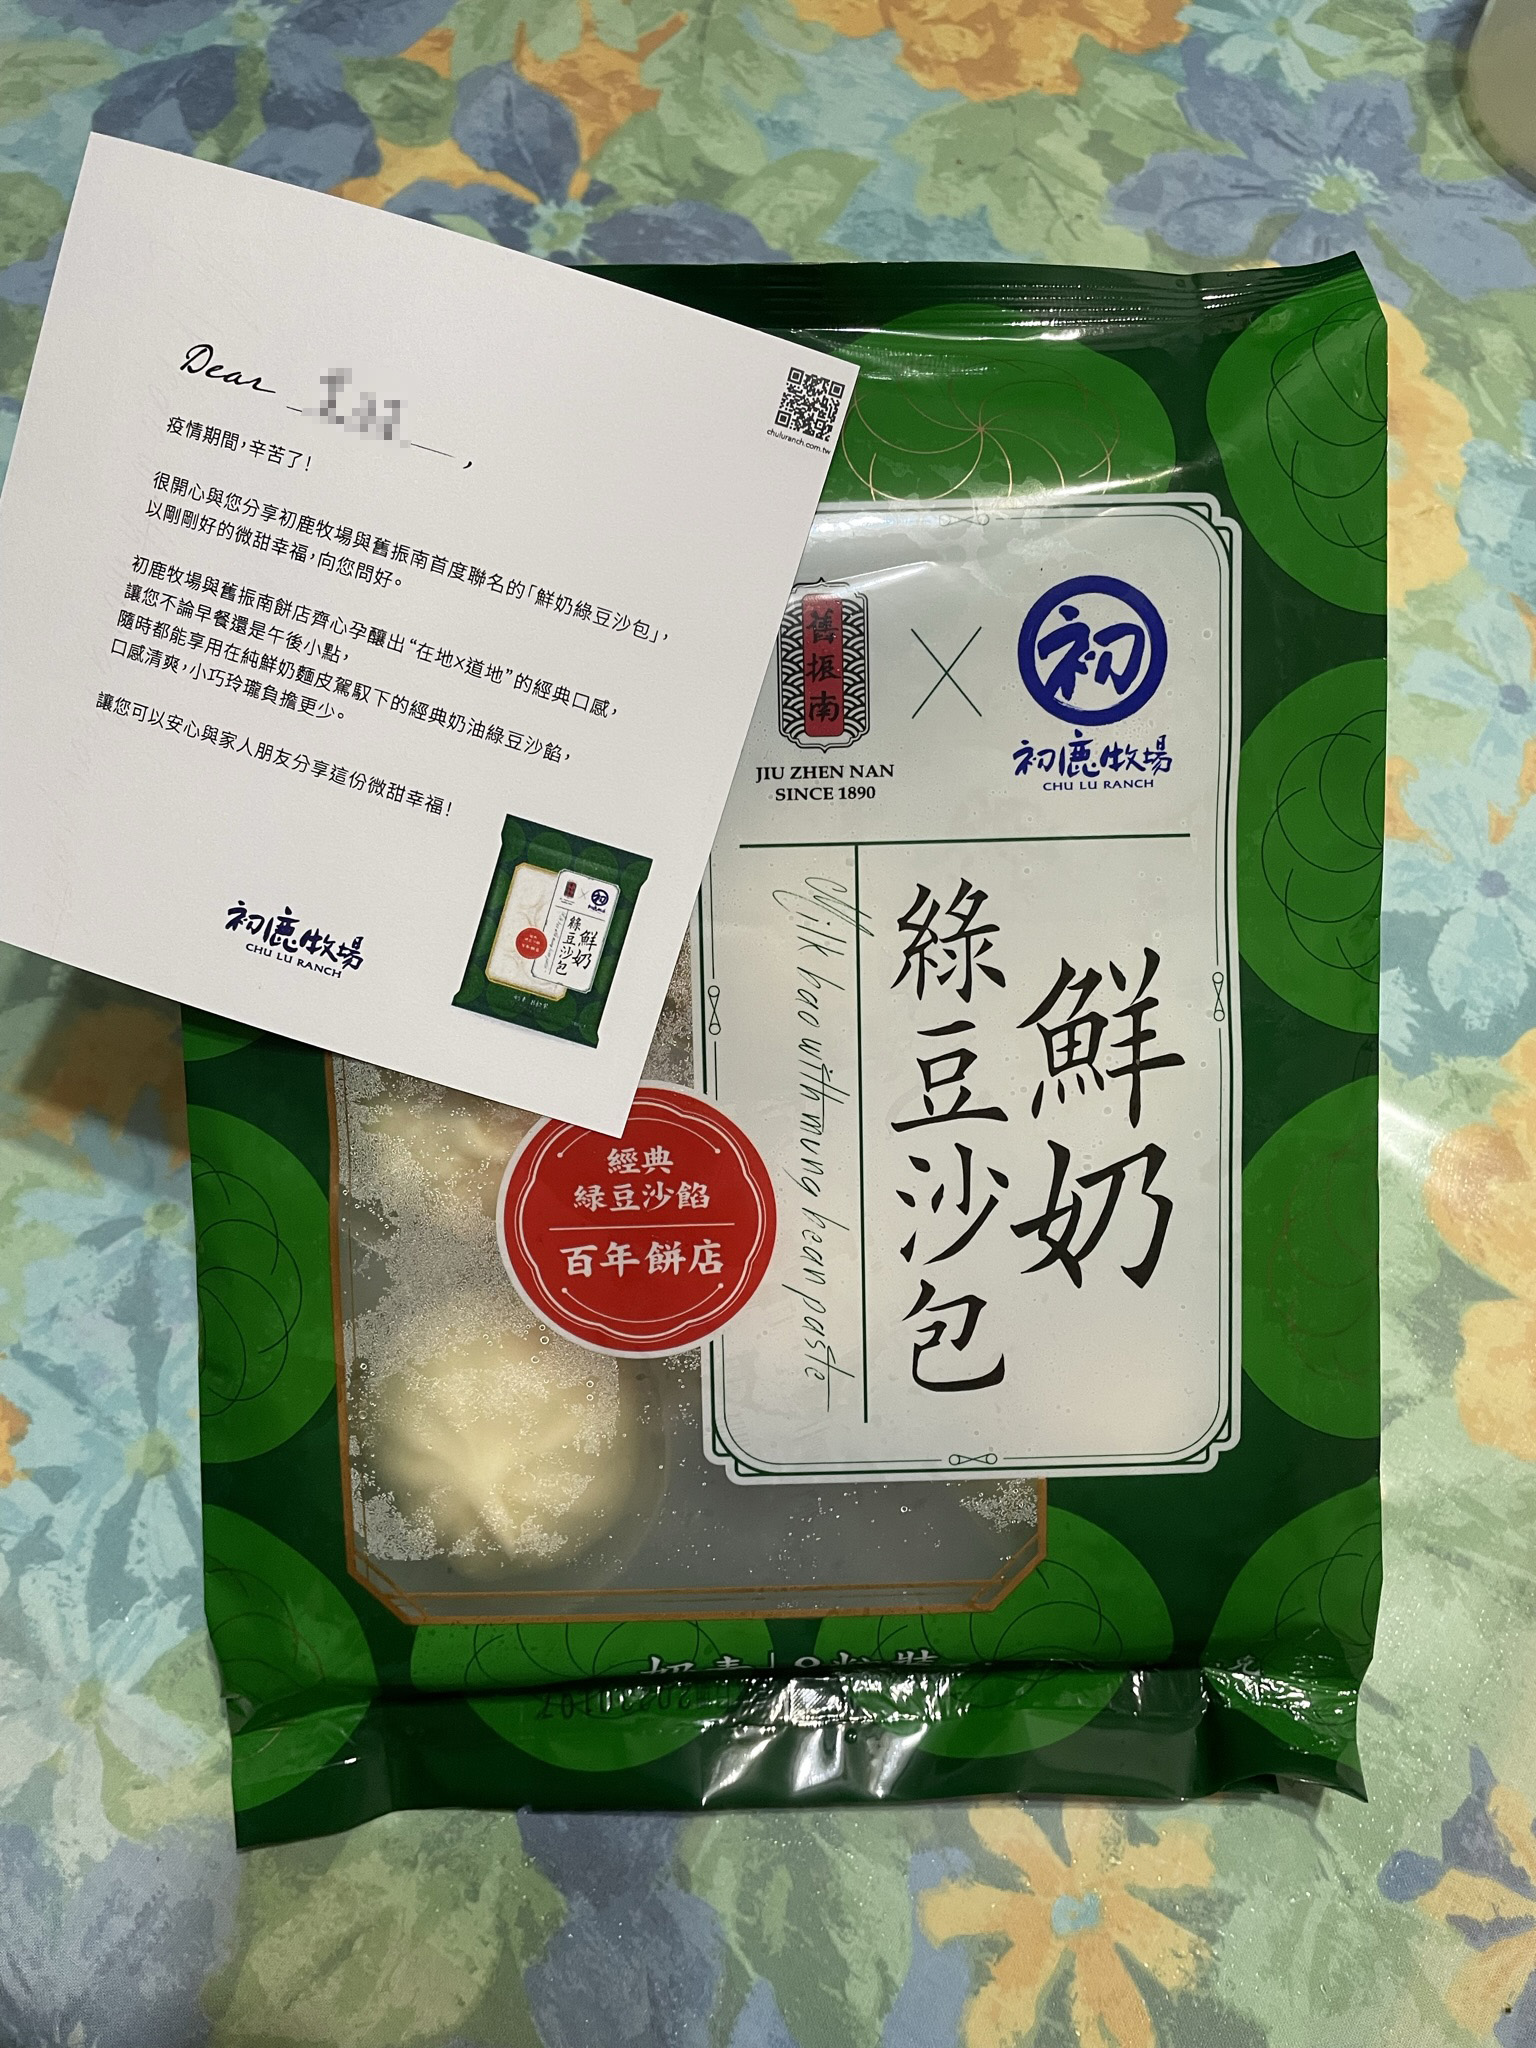 Dear
chuluranch.com.tw
疫情期間，辛苦了！
很開心與您分享初鹿牧場與舊振南首度聯名的「鮮奶綠豆沙包」，
以剛剛好的微甜幸福，向您問好。
初鹿牧場與舊振南餅店齊心孕釀出“在地×道地”的經典口感，
讓您不論早餐還是午後小點，
隨時都能享用在純鮮奶麵皮駕馭下的經典奶油綠豆沙餡，
口感清爽，小巧玲瓏負擔更少。
讓您可以安心與家人朋友分享這份微甜幸福！
初鹿牧場
CHU LU RANCH
初
鮮奶
綠豆沙包
舊振南
JIU ZHEN NAN
SINCE 1890
初
初鹿牧場
CHU LU RANCH
鮮奶
綠豆沙包
Milk bao with mung bean paste
經典
綠豆沙餡
百年餅店